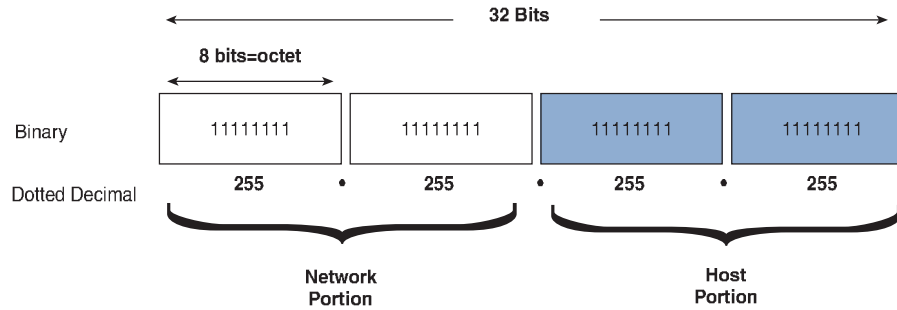 32 Bits
8 bits=octet
Binary 11111111 11111111 11111111 11111111
Dotted Decimal 255 • 255 • 255 • 255
Network
Portion
Host
Portion